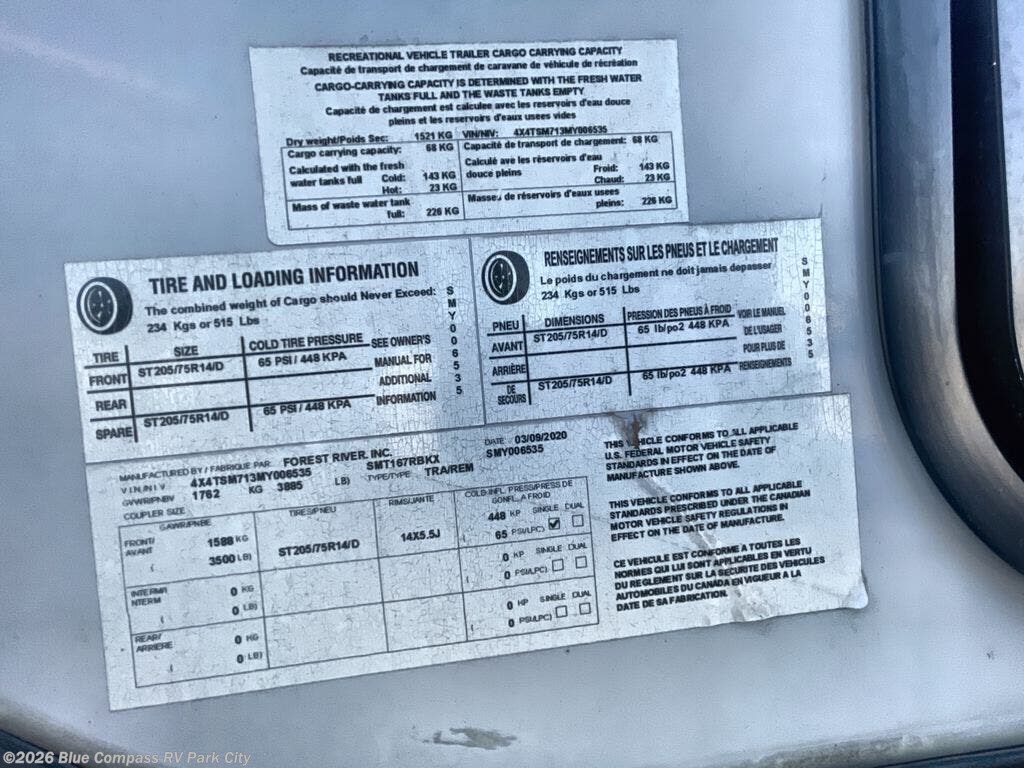 RECREATIONAL VEHICLE TRAILER CARGO CARRYING CAPACITY
Capacité de transport de chargement de caravane de véhicule de récréation
CARGO-CARRYING CAPACITY IS DETERMINED WITH THE FRESH WATER
TANKS FULL AND THE WASTE TANKS EMPTY
Capacité de chargement est calculee avec les reservoirs d'eau douce
pleins et les reservoirs d'eaux usees vides
Dry weight/Poids Sec: 1521 KG VIN/NIV: 4X4TSM713MY006535
Cargo carrying capacity: 68 KG
Calculated with the fresh
water tanks full Cold: 143 KG
Hot: 23 KG
Mass of waste water tank
full: 226 KG
Capacité de transport de chargement: 68 KG
Calculé ave les réservoirs d'eau
douce pleins Froid: 143 KG
Chaud: 23 KG
Masse de réservoirs d'eaux usees
pleins: 226 KG
TIRE AND LOADING INFORMATION
The combined weight of Cargo should Never Exceed:
234 Kgs or 515 Lbs
TIRE SIZE COLD TIRE PRESSURE
FRONT ST205/75R14/D 65 PSI / 448 KPA
REAR
SPARE ST205/75R14/D 65 PSI / 448 KPA
SEE OWNER'S
MANUAL FOR
ADDITIONAL
INFORMATION
SMY006535
RENSEIGNEMENTS SUR LES PNEUS ET LE CHARGEMENT
Le poids du chargement ne doit jamais depasser
234 Kgs or 515 Lbs
PNEU DIMENSIONS PRESSION DES PNEUS À FROID
AVANT ST205/75R14/D 65 lb/po2 448 KPA
ARRIÈRE
DE
SECOURS ST205/75R14/D 65 lb/po2 448 KPA
VOIR LE MANUEL
DE L'USAGER
POUR PLUS DE
RENSEIGNEMENTS
SMY006535
MANUFACTURED BY / FABRIQUE PAR: FOREST RIVER, INC. DATE: 03/09/2020
V I N / N I V 4X4TSM713MY006535 SMT167RBKX SMY006535
GVWR/PNBV 1762 KG 3885 LB) TYPE/TYPE: TRA/REM
COUPLER SIZE
GAWR/PNBE TIRES/PNEU RIMS/JANTE COLD INFL. PRESS/PRESS DE
GONFL. A FROID
FRONT/
AVANT 1588 KG
( 3500 LB)
ST205/75R14/D 14X5.5J
448 KP SINGLE DUAL
65 PSI/LPC)
INTERM/
INTERM 0 KG
0 LB)
0 KP SINGLE DUAL
( 0 PSI/LPC)
REAR/
ARRIERE 0 KG
( 0 LB)
0 KP SINGLE DUAL
( 0 PSI/LPC)
THIS VEHICLE CONFORMS TO ALL APPLICABLE
U.S. FEDERAL MOTOR VEHICLE SAFETY
STANDARDS IN EFFECT ON THE DATE OF
MANUFACTURE SHOWN ABOVE.
THIS VEHICLE CONFORMS TO ALL APPLICABLE
STANDARDS PRESCRIBED UNDER THE CANADIAN
MOTOR VEHICLE SAFETY REGULATIONS IN
EFFECT ON THE DATE OF MANUFACTURE.
CE VEHICULE EST CONFORME A TOUTES LES
NORMES QUI LUI SONT APPLICABLES EN VERTU
DU REGLEMENT SUR LA SECURITE DES VEHICULES
AUTOMOBILES DU CANADA EN VIGUEUR A LA
DATE DE SA FABRICATION.
©2026 Blue Compass RV Park City